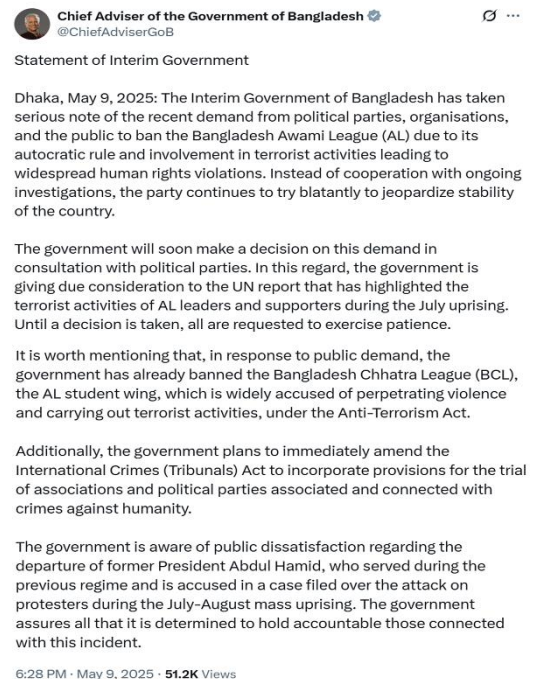 Chief Adviser of the Government of Bangladesh
@ChiefAdviserGoB
Statement of Interim Government
Dhaka, May 9, 2025: The Interim Government of Bangladesh has taken
serious note of the recent demand from political parties, organisations,
and the public to ban the Bangladesh Awami League (AL) due to its
autocratic rule and involvement in terrorist activities leading to
widespread human rights violations. Instead of cooperation with ongoing
investigations, the party continues to try blatantly to jeopardize stability
of the country.
The government will soon make a decision on this demand in
consultation with political parties. In this regard, the government is
giving due consideration to the UN report that has highlighted the
terrorist activities of AL leaders and supporters during the July uprising.
Until a decision is taken, all are requested to exercise patience.
It is worth mentioning that, in response to public demand, the
government has already banned the Bangladesh Chhatra League (BCL),
the AL student wing, which is widely accused of perpetrating violence
and carrying out terrorist activities, under the Anti-Terrorism Act.
Additionally, the government plans to immediately amend the
International Crimes (Tribunals) Act to incorporate provisions for the trial
of associations and political parties associated and connected with
crimes against humanity.
The government is aware of public dissatisfaction regarding the
departure of former President Abdul Hamid, who served during the
previous regime and is accused in a case filed over the attack on
protesters during the July-August mass uprising. The government
assures all that it is determined to hold accountable those connected
with this incident.
6:28 PM · May 9, 2025 · 51.2K Views